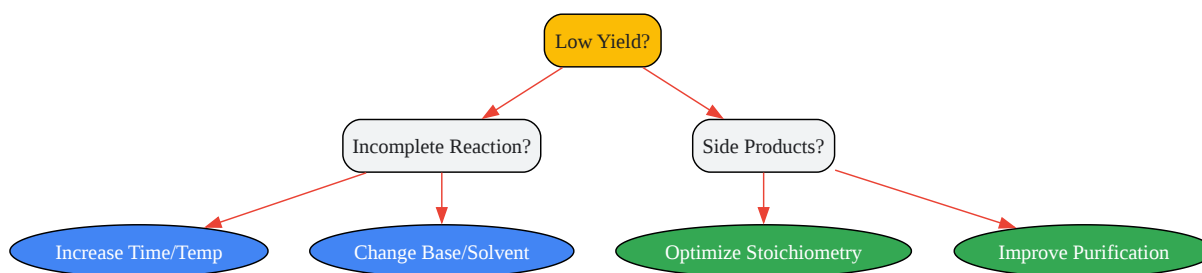 Low Yield?
Incomplete Reaction?
Side Products?
Increase Time/Temp
Change Base/Solvent
Optimize Stoichiometry
Improve Purification